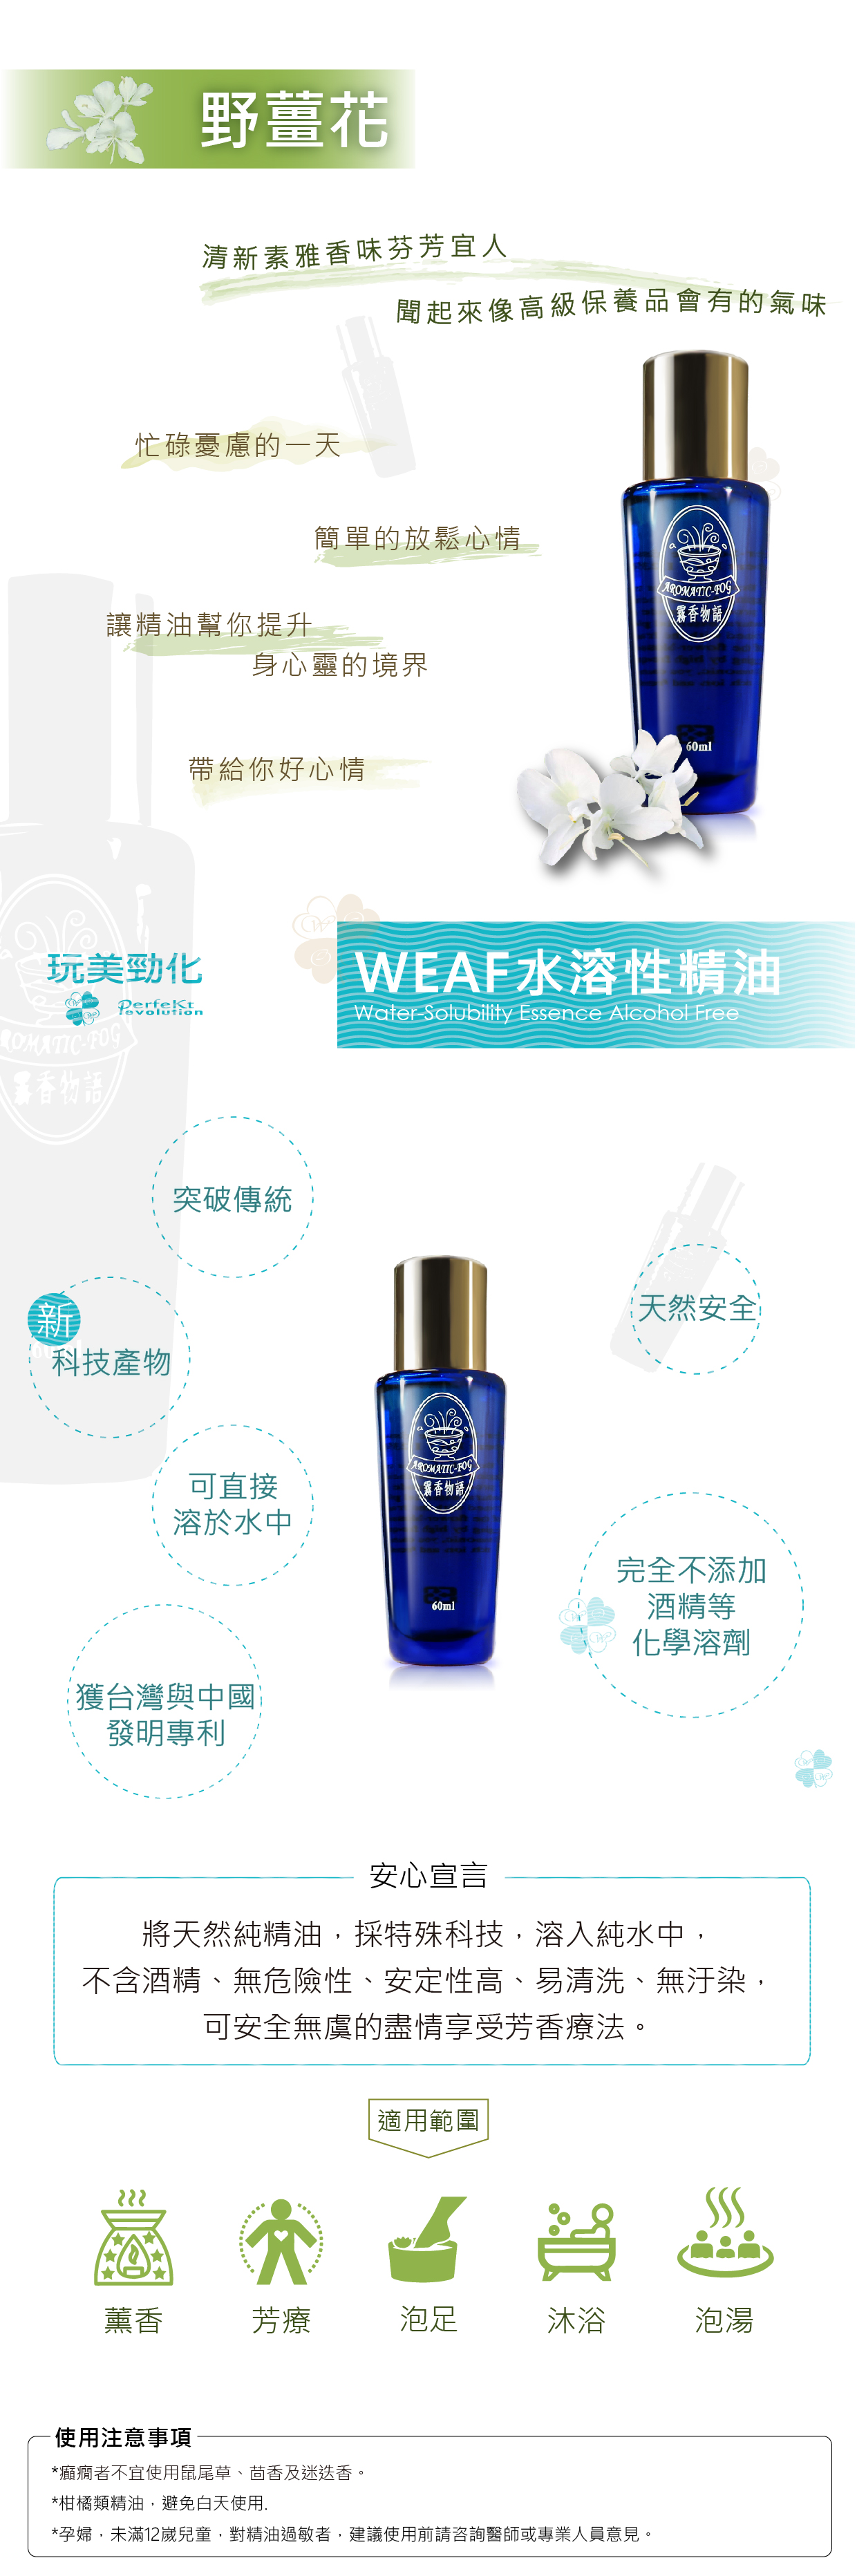 野薑花
清新素雅香味芬芳宜人
聞起來像高級保養品會有的氣味
忙碌憂慮的一天
簡單的放鬆心情
讓精油幫你提升
身心靈的境界
帶給你好心情
AROMATIC-FOG
霧香物語
60ml
玩美勁化
PerfeKt
revolution
WEAF水溶性精油
Water-Solubility Essence Alcohol Free
AROMATIC-FOG
霧香物語
突破傳統
天然安全
新
科技產物
可直接
溶於水中
AROMATIC-FOG
霧香物語
60ml
完全不添加
酒精等
化學溶劑
獲台灣與中國
發明專利
安心宣言
將天然純精油，採特殊科技，溶入純水中，
不含酒精、無危險性、安定性高、易清洗、無汙染，
可安全無虞的盡情享受芳香療法。
適用範圍
薰香
芳療
泡足
沐浴
泡湯
使用注意事項
*癲癇者不宜使用鼠尾草、茴香及迷迭香。
*柑橘類精油，避免白天使用.
*孕婦，未滿12嵗兒童，對精油過敏者，建議使用前請咨詢醫師或專業人員意見。